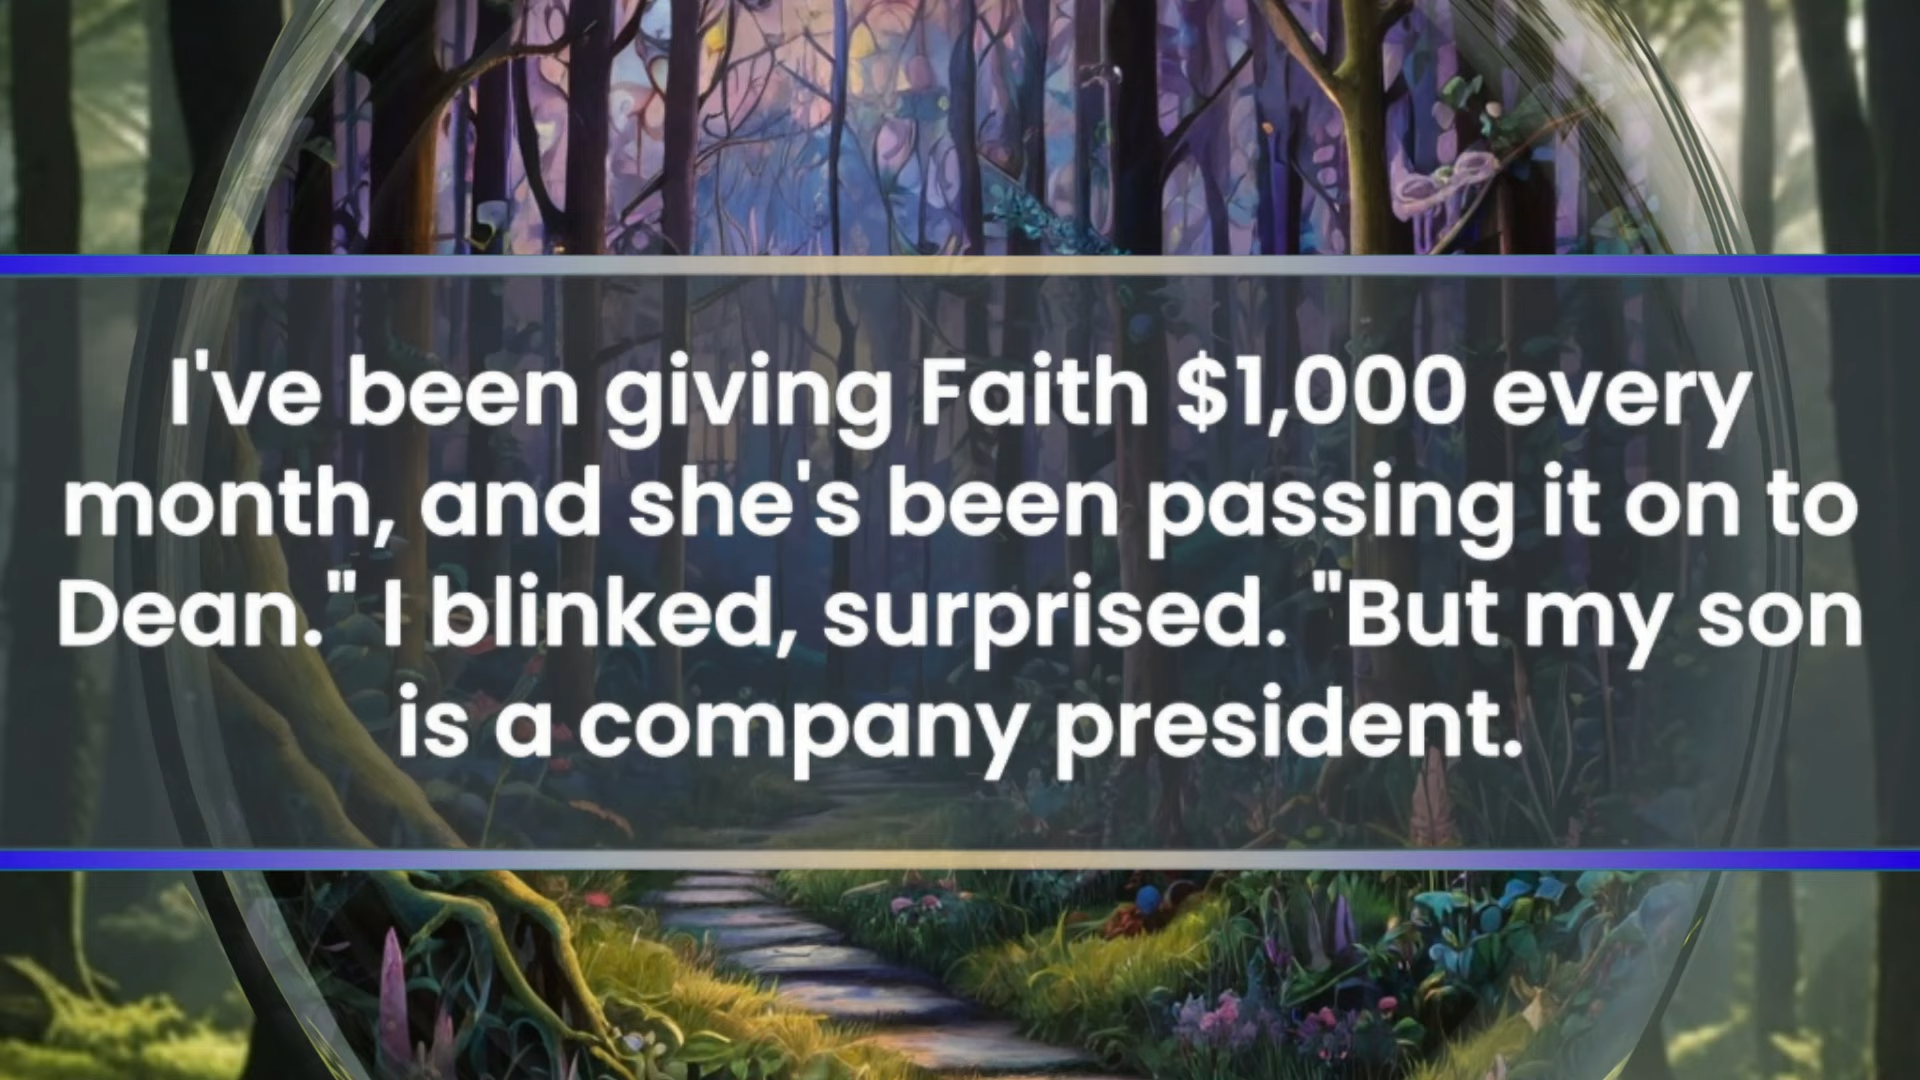 I've been giving Faith $1,000 every
month, and she's been passing it on to
Dean." I blinked, surprised. "But my son
is a company president.